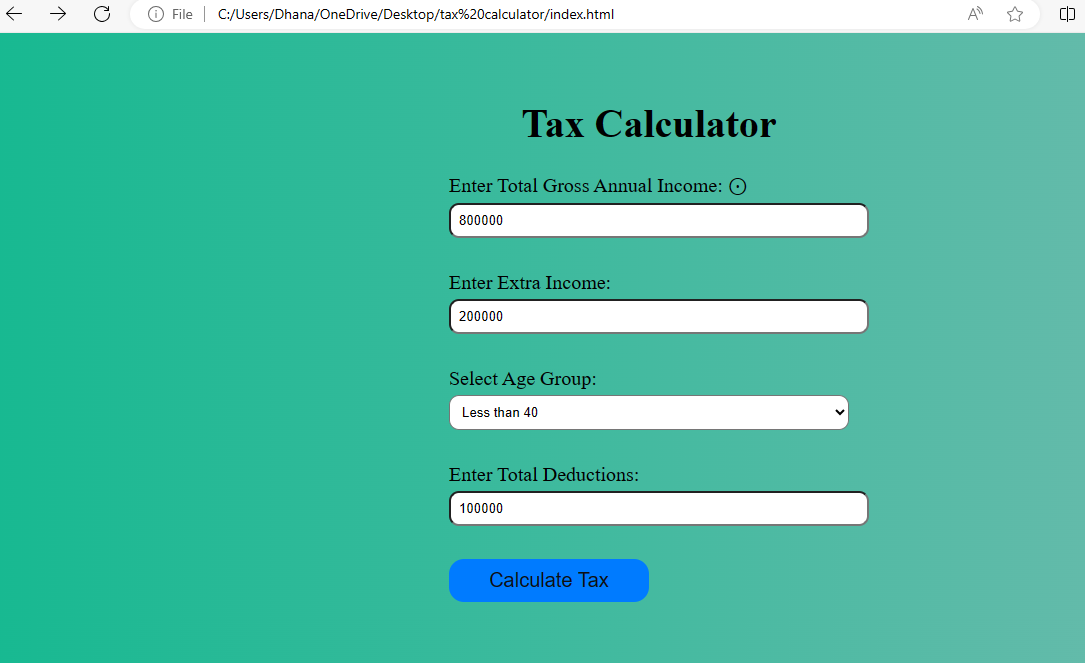 File C:/Users/Dhana/OneDrive/Desktop/tax%20calculator/index.html
Tax Calculator
Enter Total Gross Annual Income:
800000
Enter Extra Income:
200000
Select Age Group:
Less than 40
Enter Total Deductions:
100000
Calculate Tax